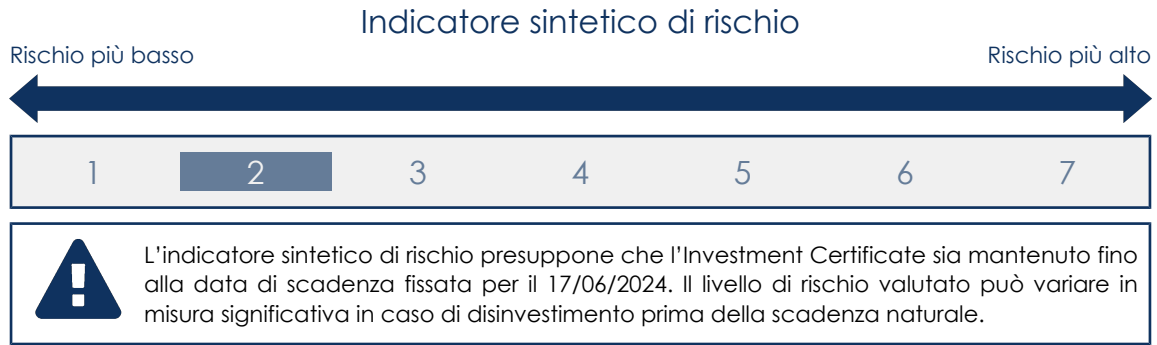 Indicatore sintetico di rischio
Rischio più basso
Rischio più alto
1 2 3 4 5 6 7
L’indicatore sintetico di rischio presuppone che l’Investment Certificate sia mantenuto fino
alla data di scadenza fissata per il 17/06/2024. Il livello di rischio valutato può variare in
misura significativa in caso di disinvestimento prima della scadenza naturale.